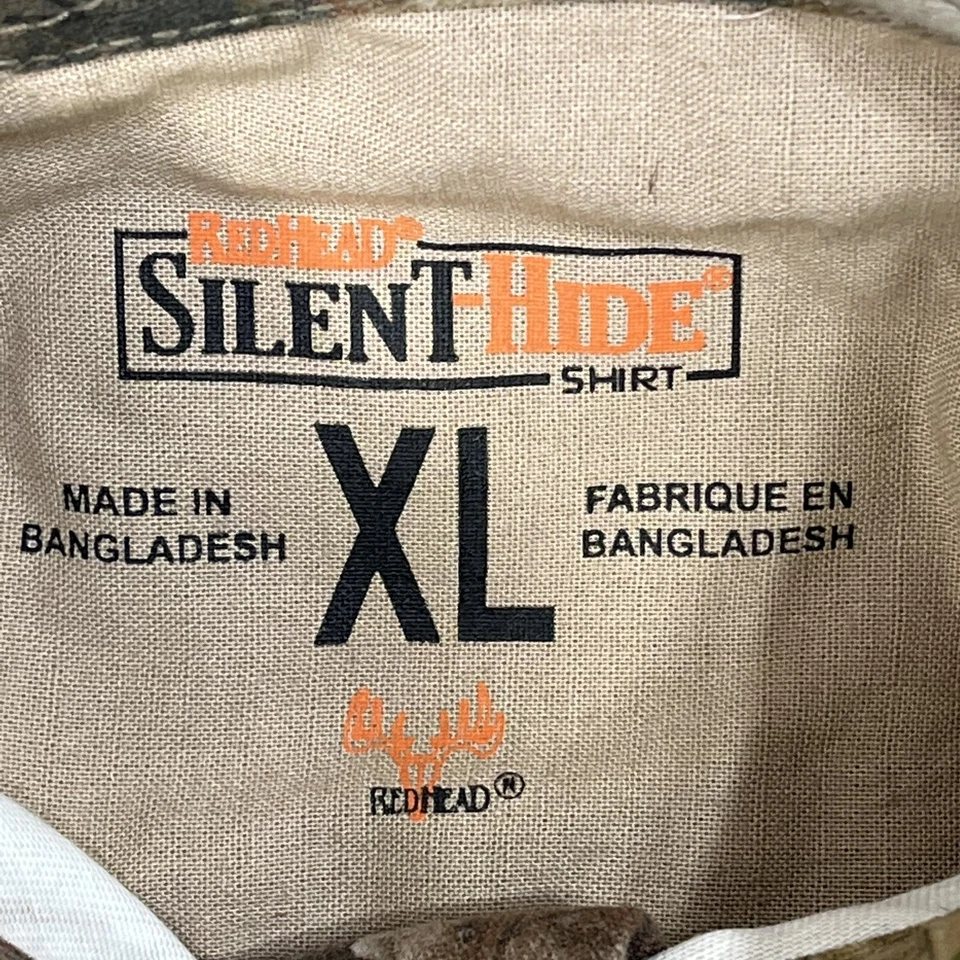 REDHEAD®
SILENT-HIDE®
SHIRT
XL
MADE IN
BANGLADESH
FABRIQUE EN
BANGLADESH
REDHEAD®